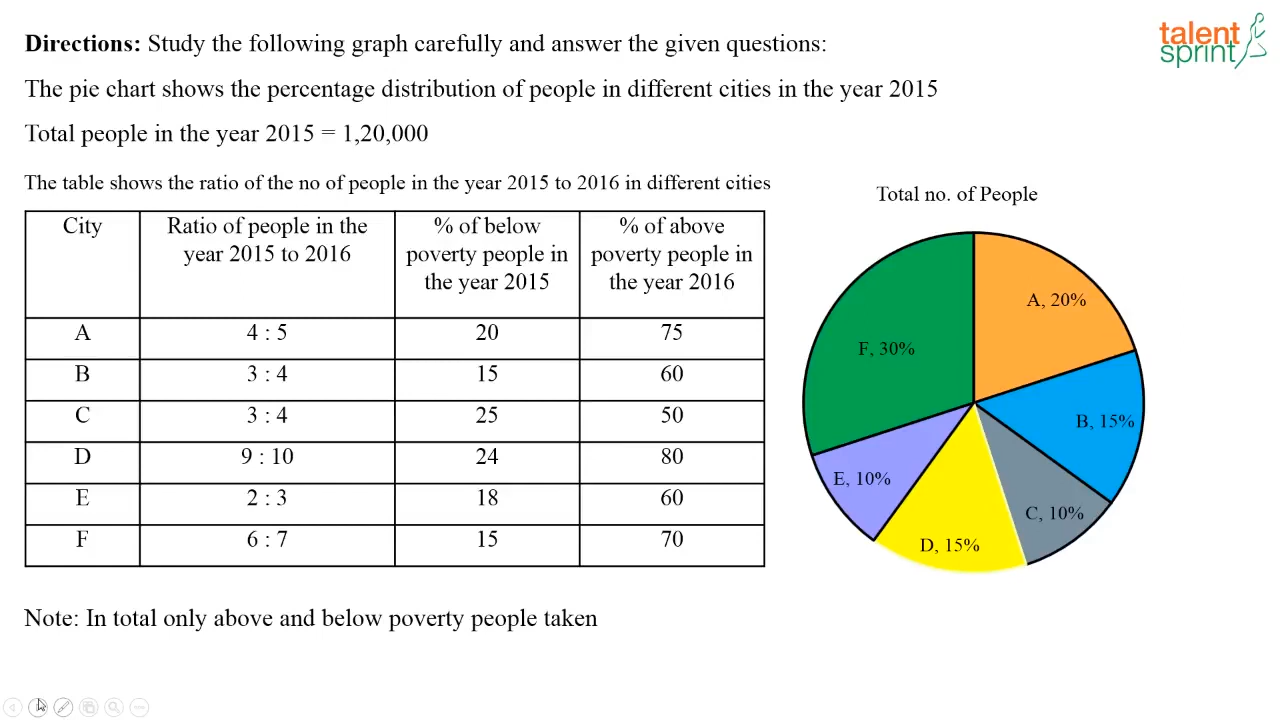 talent
sprint
Directions: Study the following graph carefully and answer the given questions:
The pie chart shows the percentage distribution of people in different cities in the year 2015
Total people in the year 2015 = 1,20,000
The table shows the ratio of the no of people in the year 2015 to 2016 in different cities
City
Ratio of people in the
year 2015 to 2016
% of below
poverty people in
the year 2015
% of above
poverty people in
the year 2016
A 4 : 5 20 75
B 3 : 4 15 60
C 3 : 4 25 50
D 9 : 10 24 80
E 2 : 3 18 60
F 6 : 7 15 70
Total no. of People
A, 20%
F, 30%
B, 15%
E, 10%
C, 10%
D, 15%
Note: In total only above and below poverty people taken